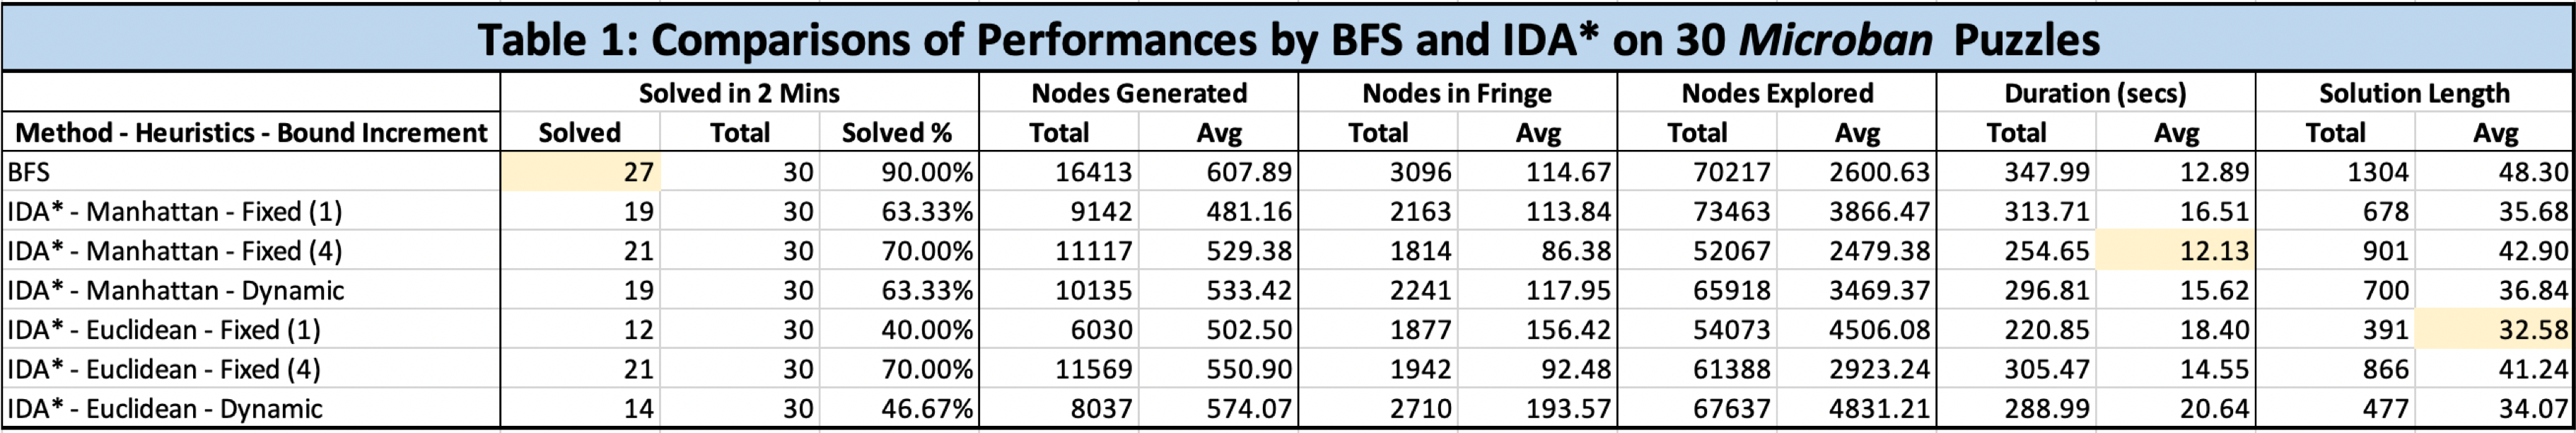 Table 1: Comparisons of Performances by BFS and IDA* on 30 Microban Puzzles
Solved in 2 Mins Nodes Generated Nodes in Fringe Nodes Explored Duration (secs) Solution Length
Method - Heuristics - Bound Increment Solved Total Solved % Total Avg Total Avg Total Avg Total Avg Total Avg
BFS 27 30 90.00% 16413 607.89 3096 114.67 70217 2600.63 347.99 12.89 1304 48.30
IDA* - Manhattan - Fixed (1) 19 30 63.33% 9142 481.16 2163 113.84 73463 3866.47 313.71 16.51 678 35.68
IDA* - Manhattan - Fixed (4) 21 30 70.00% 11117 529.38 1814 86.38 52067 2479.38 254.65 12.13 901 42.90
IDA* - Manhattan - Dynamic 19 30 63.33% 10135 533.42 2241 117.95 65918 3469.37 296.81 15.62 700 36.84
IDA* - Euclidean - Fixed (1) 12 30 40.00% 6030 502.50 1877 156.42 54073 4506.08 220.85 18.40 391 32.58
IDA* - Euclidean - Fixed (4) 21 30 70.00% 11569 550.90 1942 92.48 61388 2923.24 305.47 14.55 866 41.24
IDA* - Euclidean - Dynamic 14 30 46.67% 8037 574.07 2710 193.57 67637 4831.21 288.99 20.64 477 34.07